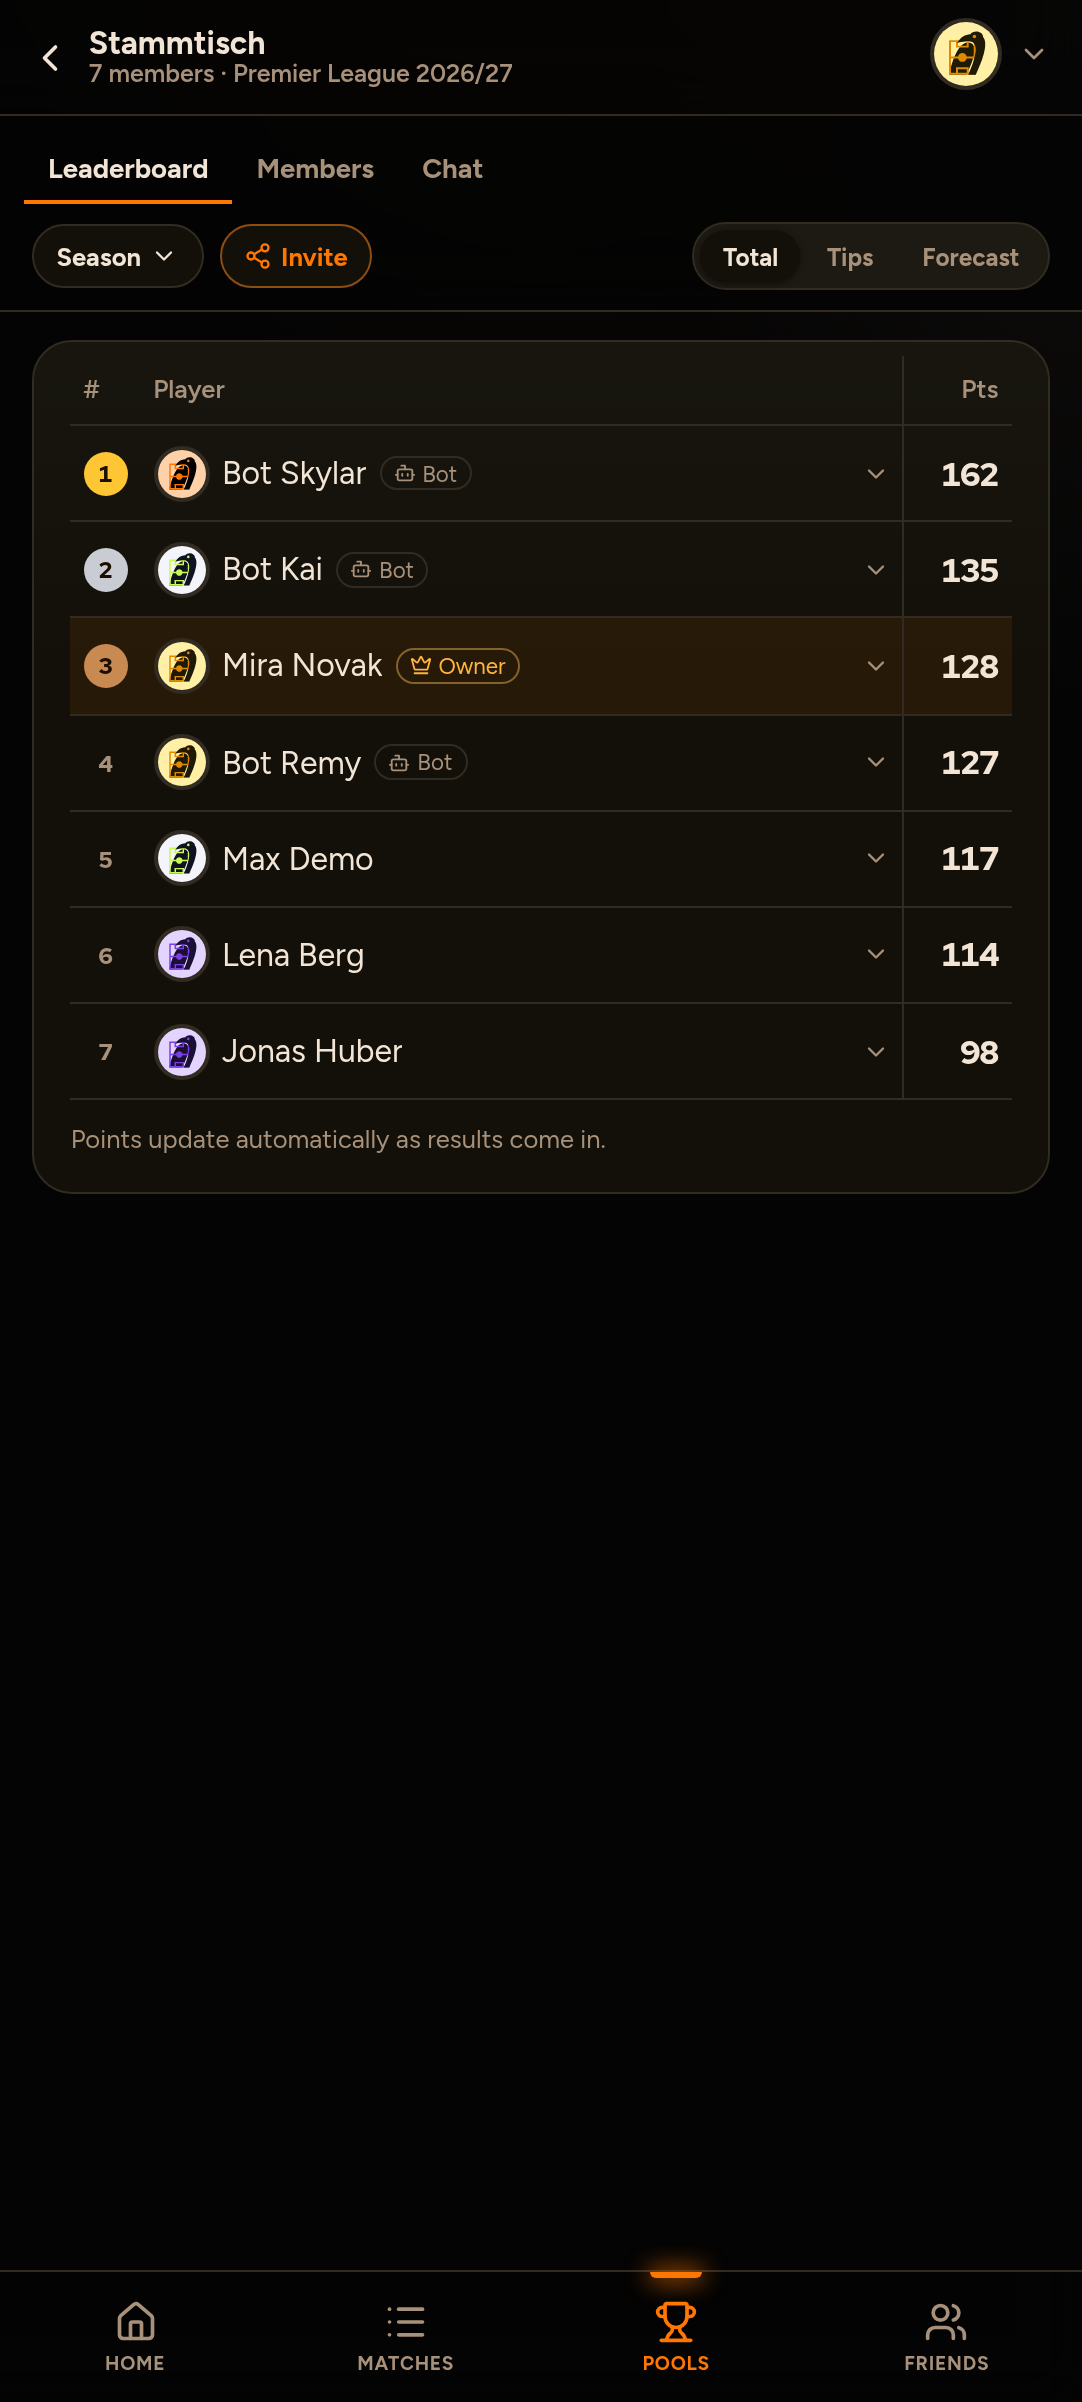 Stammtisch
7 members · Premier League 2026/27
Leaderboard Members Chat
Season Invite Total Tips Forecast
# Player Pts
1 Bot Skylar Bot 162
2 Bot Kai Bot 135
3 Mira Novak Owner 128
4 Bot Remy Bot 127
5 Max Demo 117
6 Lena Berg 114
7 Jonas Huber 98
Points update automatically as results come in.
HOME MATCHES POOLS FRIENDS